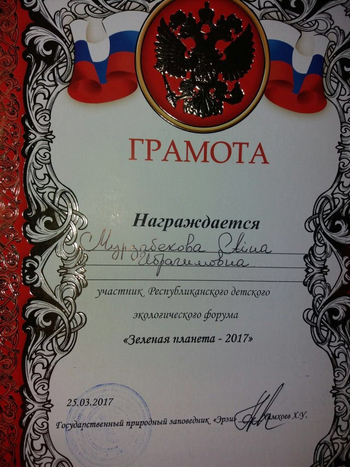 ГРАМОТА
Награждается
Мурзабекова
Ибрагимовна
участник Республиканского детского
экологического форума
«Зеленая планета - 2017»
25.03.2017
Государственный природный заповедник «Эрзи» Х.У.